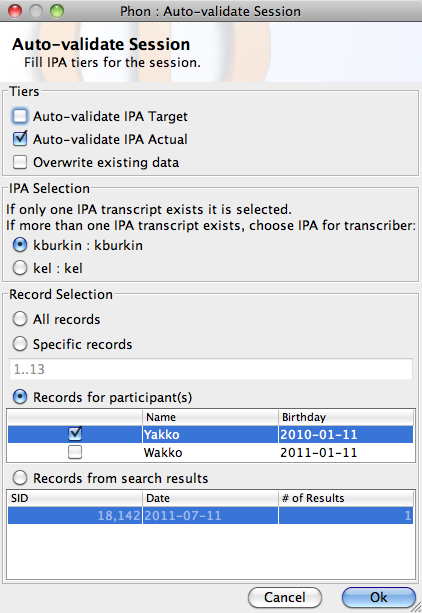 Phon : Auto-validate Session
Auto-validate Session
Fill IPA tiers for the session.
Tiers
Auto-validate IPA Target
Auto-validate IPA Actual
Overwrite existing data
IPA Selection
If only one IPA transcript exists it is selected.
If more than one IPA transcript exists, choose IPA for transcriber:
kburkin : kburkin
kel : kel
Record Selection
All records
Specific records
1..13
Records for participant(s)
Name Birthday
Yakko 2010-01-11
Wakko 2011-01-11
Records from search results
SID Date # of Results
18,142 2011-07-11 1
Cancel Ok